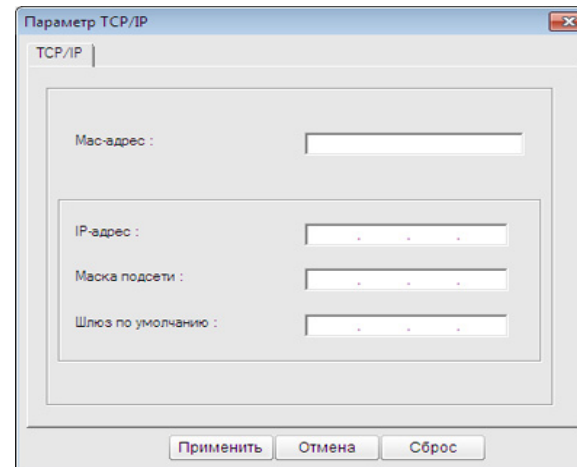 Параметр TCP/IP
TCP/IP
Mac-адрес :
IP-адрес :
Маска подсети :
Шлюз по умолчанию :
Применить Отмена Сброс